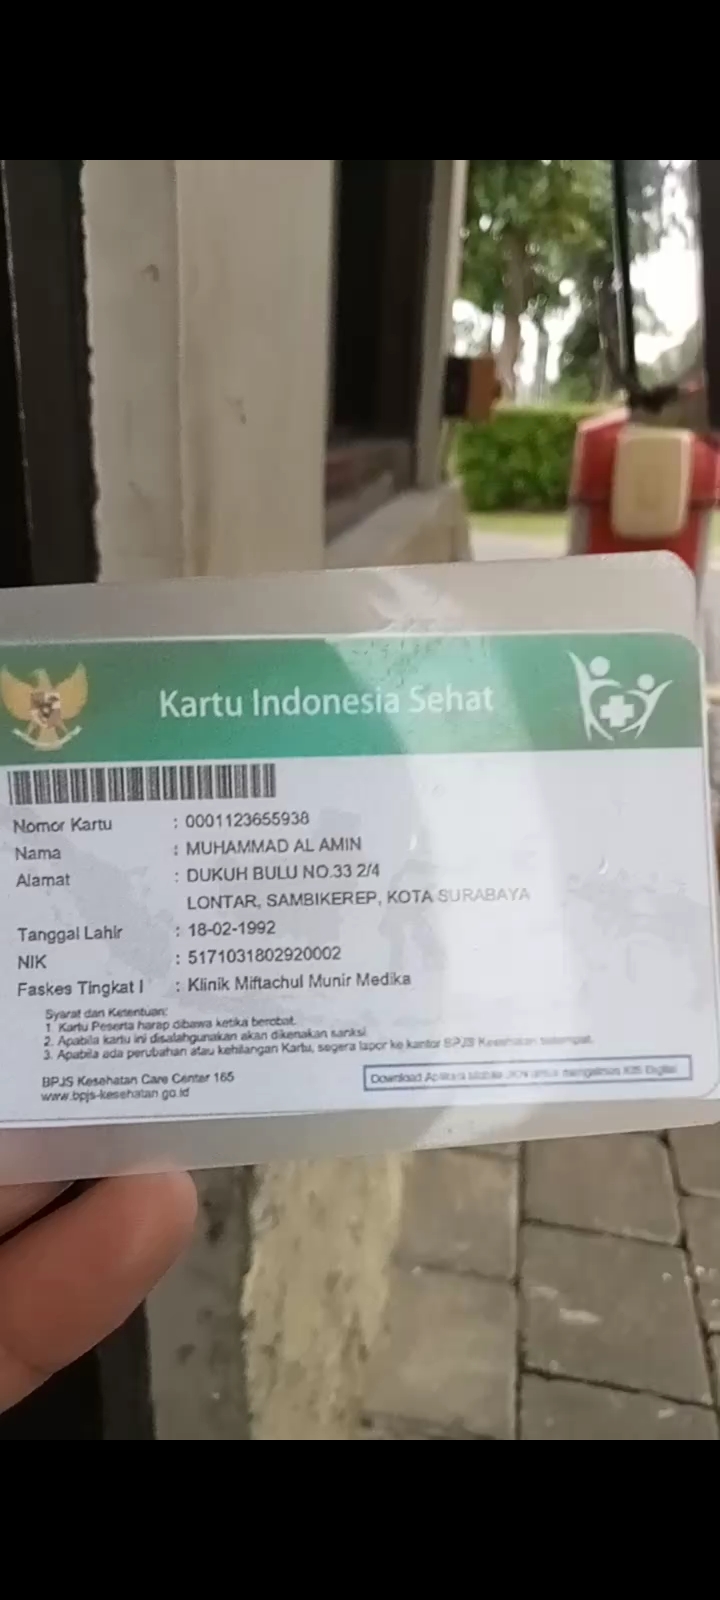 Kartu Indonesia Sehat
Nomor Kartu : 0001123655938
Nama : MUHAMMAD AL AMIN
Alamat : DUKUH BULU NO.33 2/4
LONTAR, SAMBIKEREP, KOTA SURABAYA
Tanggal Lahir : 18-02-1992
NIK : 5171031802920002
Faskes Tingkat I : Klinik Miftachul Munir Medika
Syarat dan Ketentuan:
1. Kartu Peserta harap dibawa ketika berobat.
2. Apabila kartu ini disalahgunakan akan dikenakan sanksi
3. Apabila ada perubahan atau kehilangan Kartu, segera lapor ke kantor BPJS Kesehatan setempat.
BPJS Kesehatan Care Center 165
www.bpjs-kesehatan.go.id
Download Aplikasi Mobile JKN untuk KIS Digital